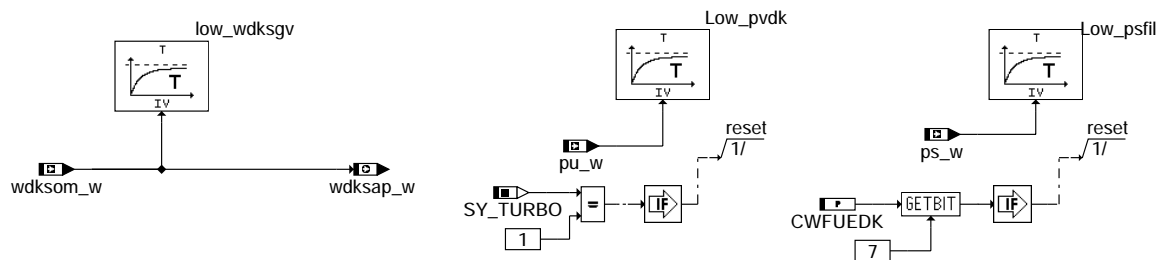 low_wdksgv
T
T
IV
wdksom_w
wdksap_w
Low_pvdk
T
T
IV
pu_w
reset
1/
SY_TURBO
=
IF
1
Low_psfil
T
T
IV
ps_w
reset
1/
P
CWFUEDK
GETBIT
IF
7